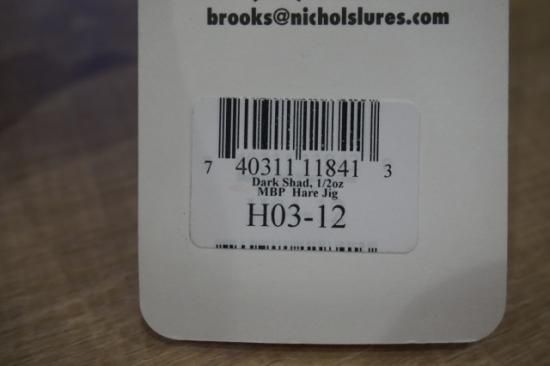 brooks@nicholslures.com
7 40311 11841 3
Dark Shad, 1/2oz
MBP Hare Jig
H03-12